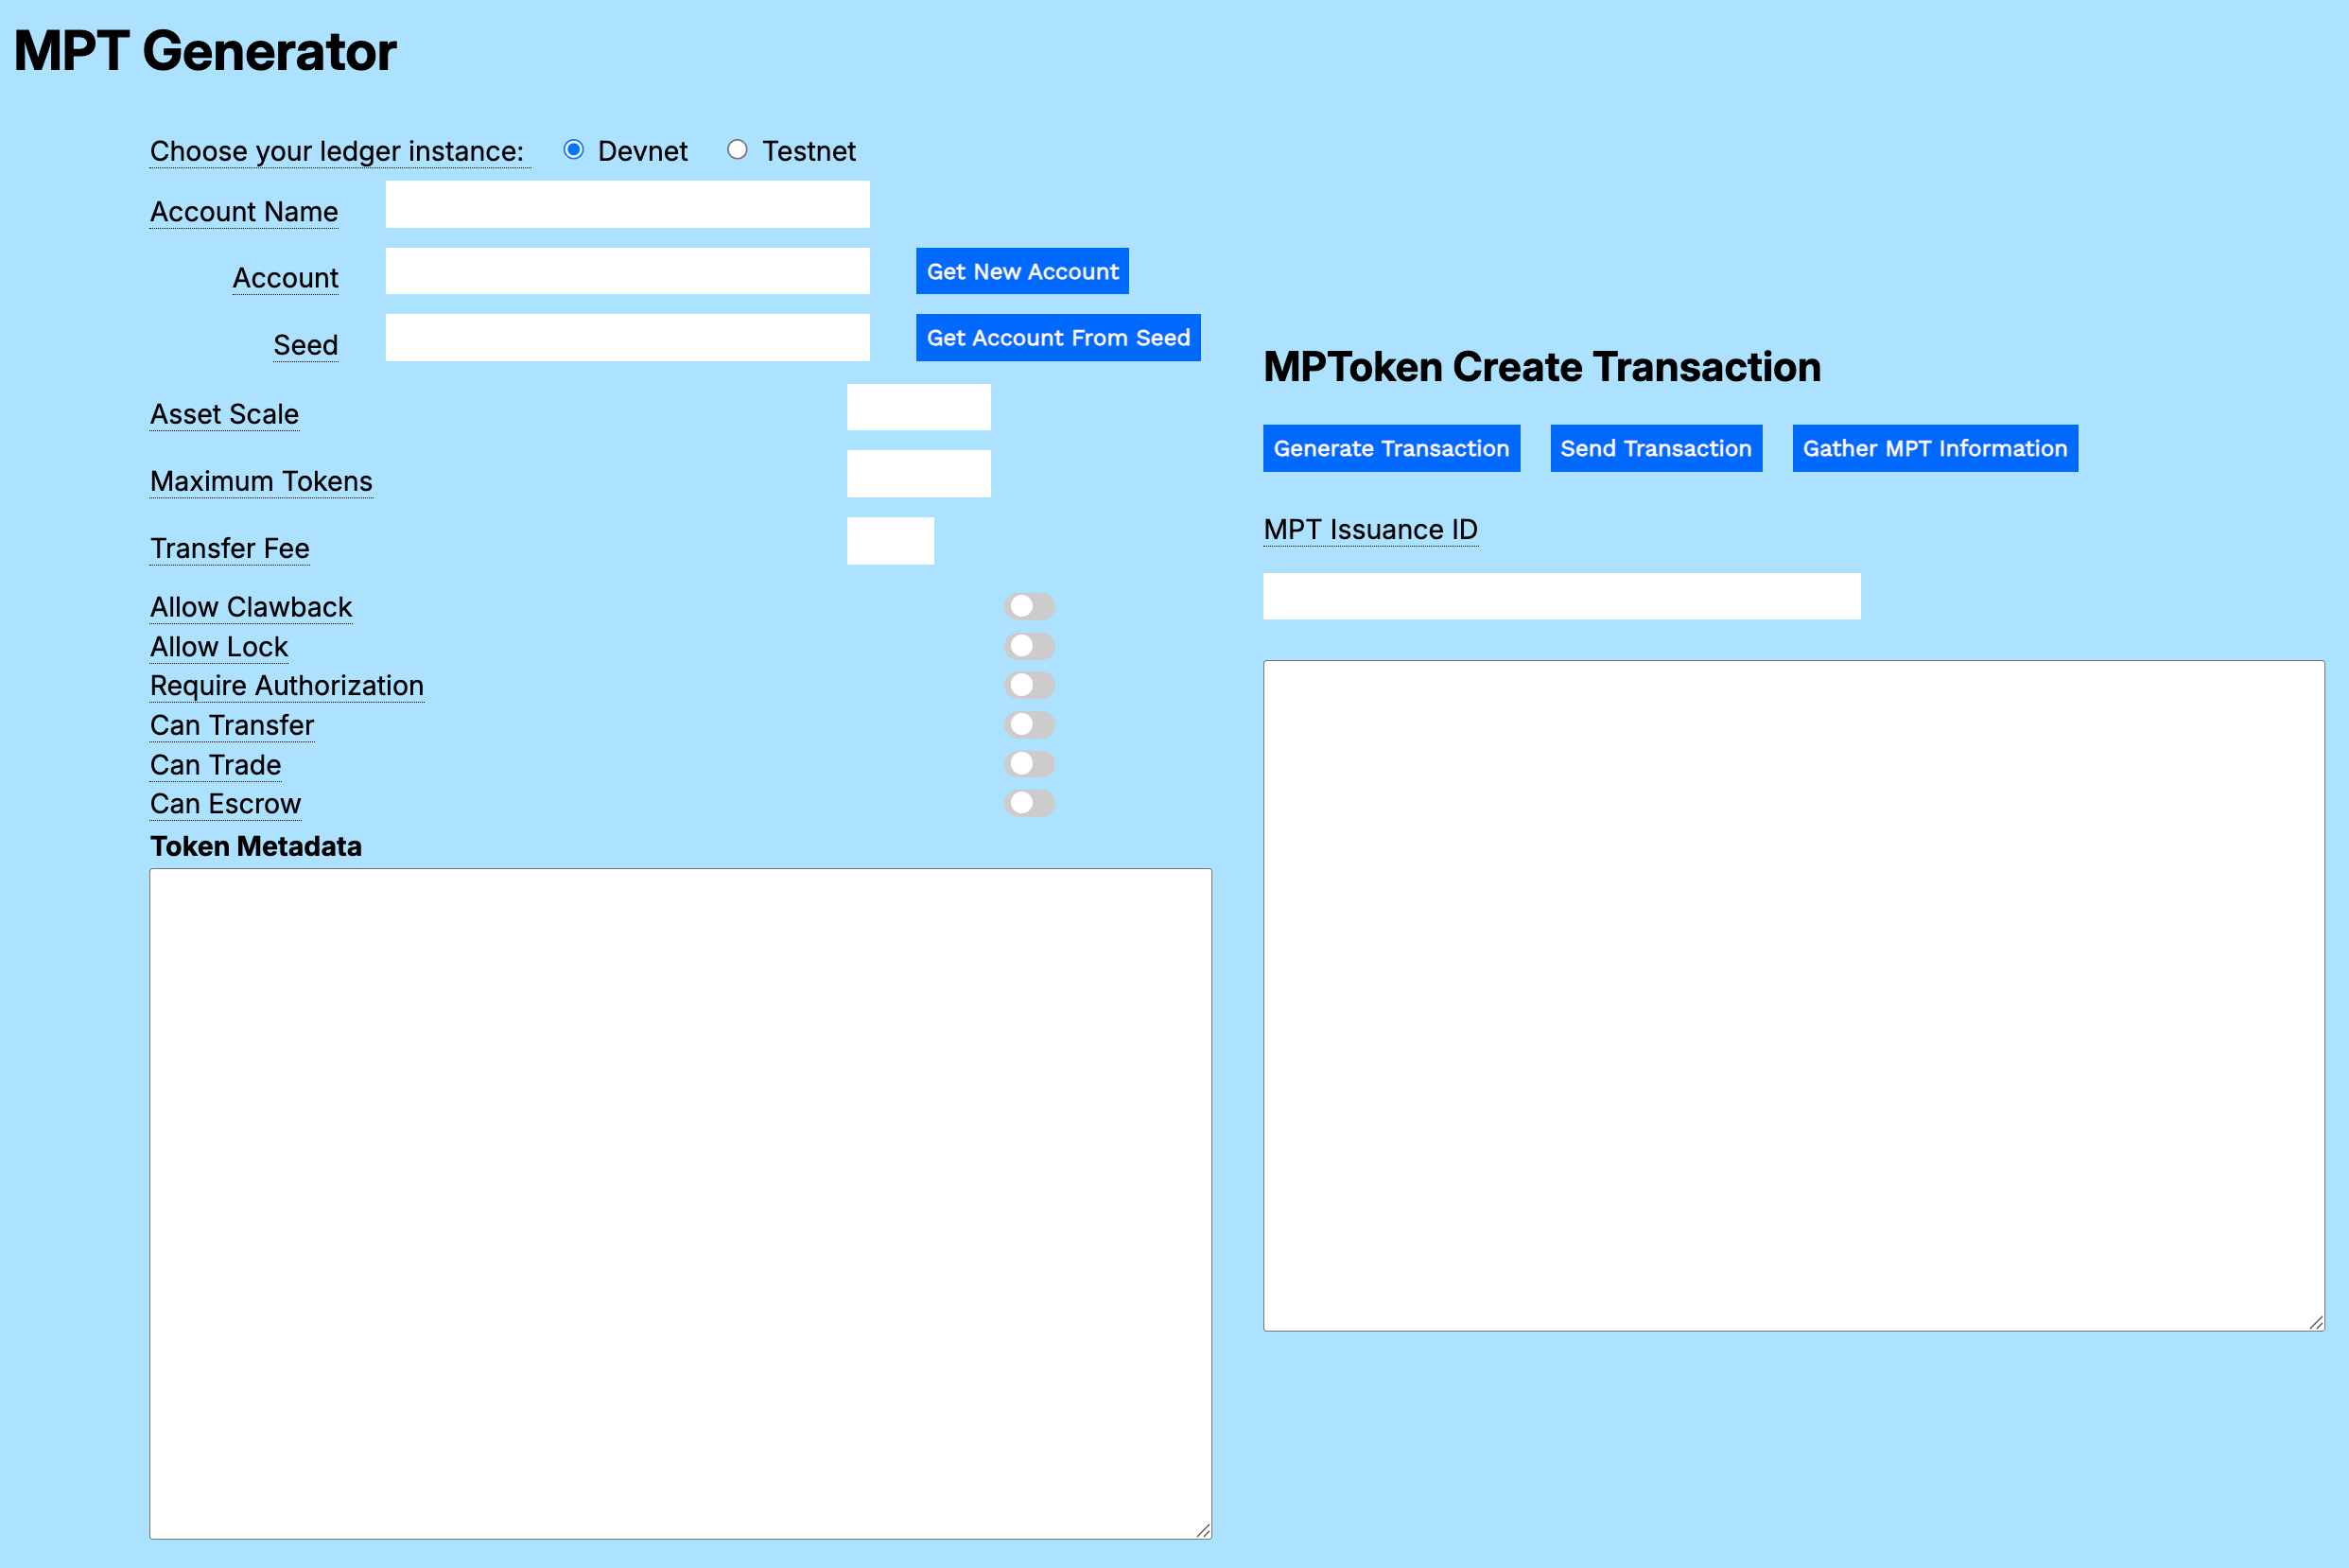 MPT Generator
Choose your ledger instance: Devnet Testnet
Account Name
Account Get New Account
Seed Get Account From Seed
Asset Scale
Maximum Tokens
Transfer Fee
Allow Clawback
Allow Lock
Require Authorization
Can Transfer
Can Trade
Can Escrow
Token Metadata
MPToken Create Transaction
Generate Transaction Send Transaction Gather MPT Information
MPT Issuance ID